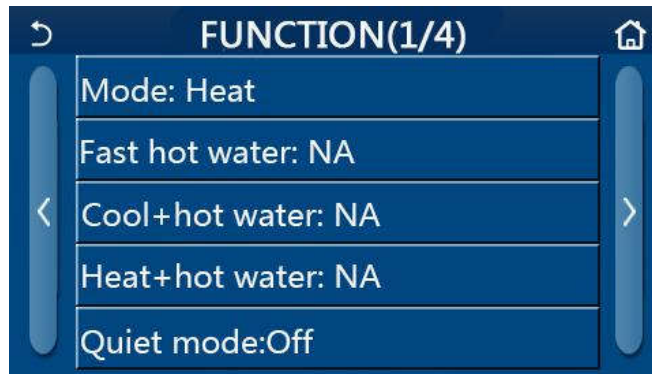 FUNCTION(1/4)
Mode: Heat
Fast hot water: NA
Cool+hot water: NA
Heat+hot water: NA
Quiet mode:Off